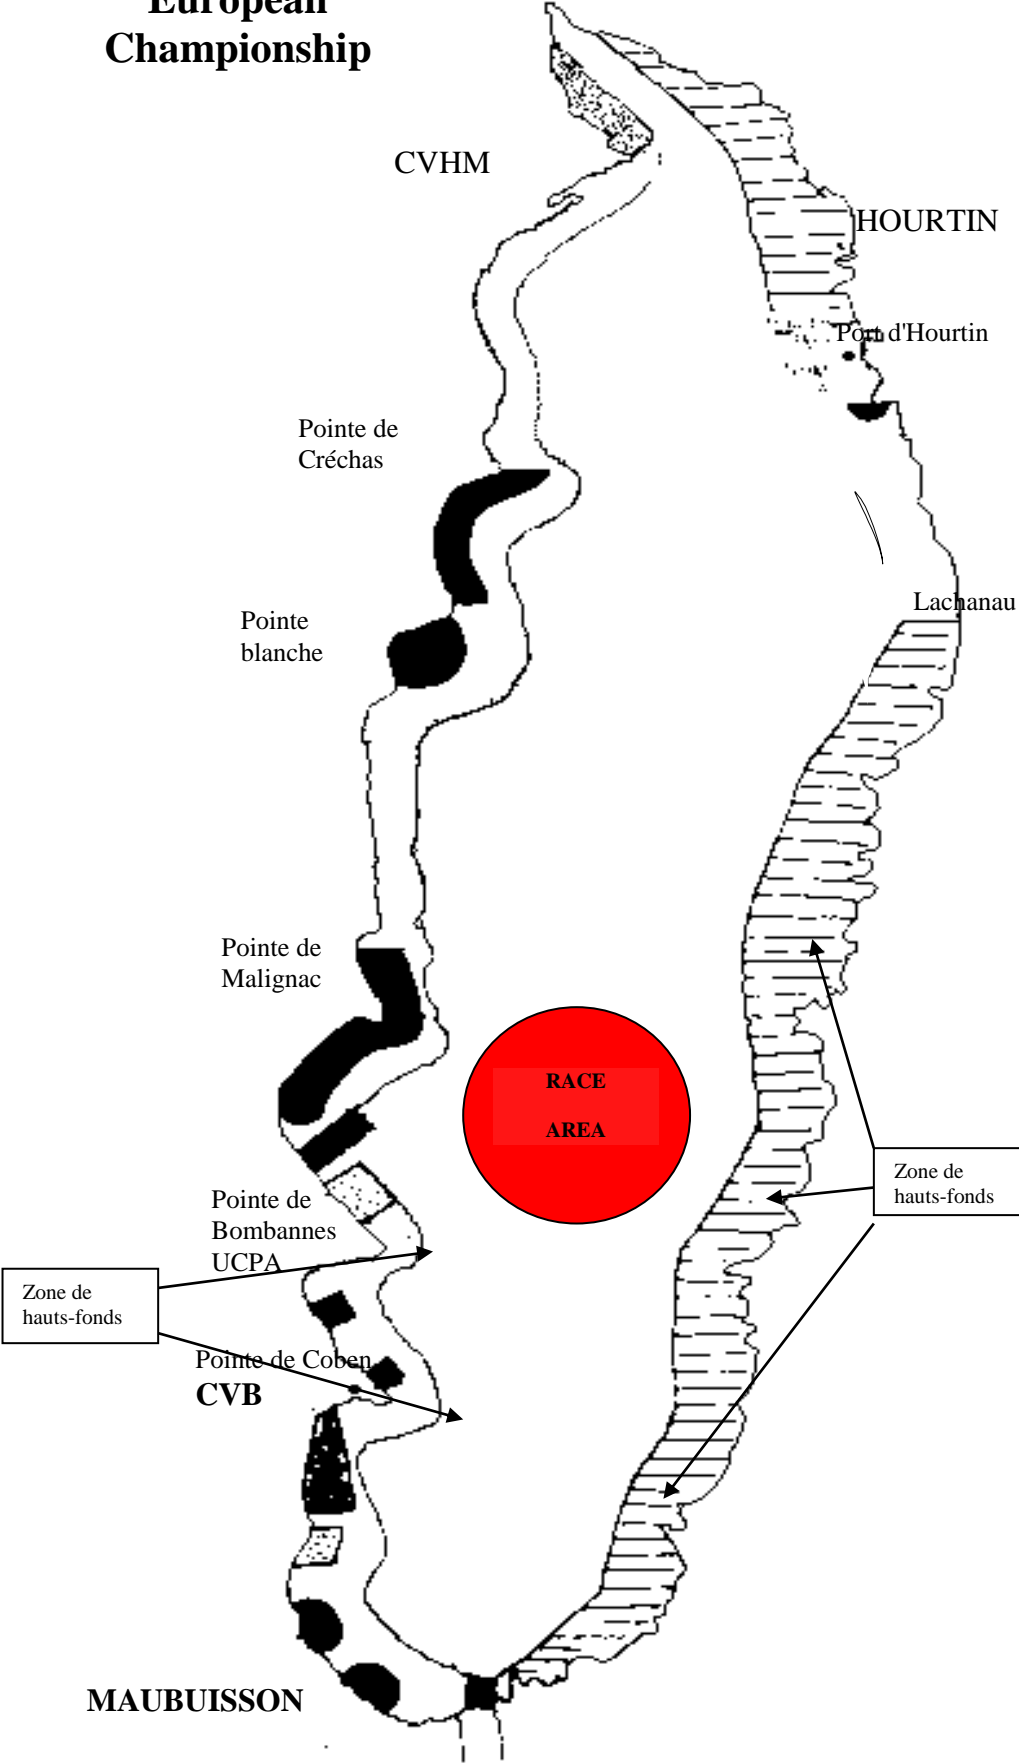 European
Championship
CVHM
HOURTIN
Port d'Hourtin
Pointe de
Créchas
Lachanau
Pointe
blanche
Pointe de
Malignac
RACE
AREA
Zone de
hauts-fonds
Pointe de
Bombannes
UCPA
Zone de
hauts-fonds
Pointe de Coben
CVB
MAUBUISSON